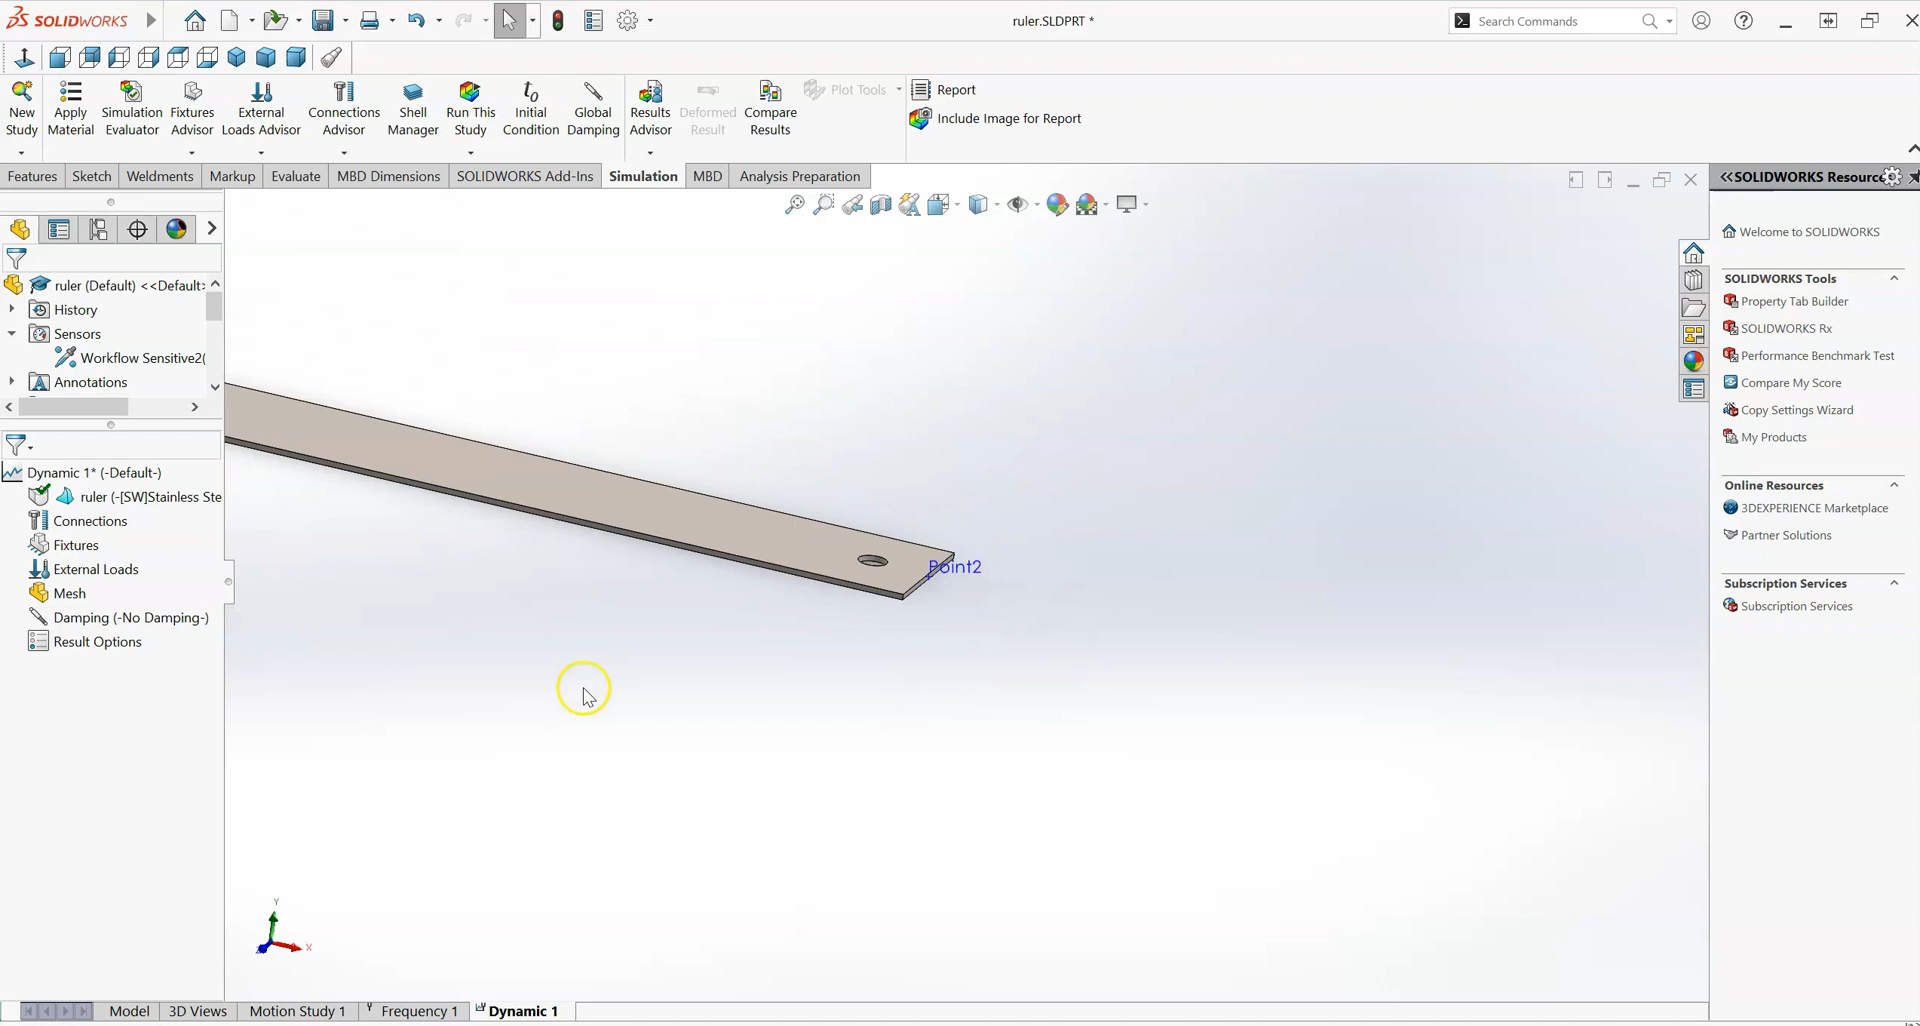 SOLIDWORKS
ruler.SLDPRT *
Search Commands
New Study
Apply Material
Simulation Evaluator
Fixtures Advisor
External Loads Advisor
Connections Advisor
Shell Manager
Run This Study
t0 Initial Condition
Global Damping
Results Advisor
Deformed Result
Compare Results
Plot Tools
Report
Include Image for Report
Features
Sketch
Weldments
Markup
Evaluate
MBD Dimensions
SOLIDWORKS Add-Ins
Simulation
MBD
Analysis Preparation
ruler (Default) <<Default>
History
Sensors
Workflow Sensitive2(
Annotations
Dynamic 1* (-Default-)
ruler (-[SW]Stainless Ste
Connections
Fixtures
External Loads
Mesh
Damping (-No Damping-)
Result Options
Point2
Y
X
SOLIDWORKS Resource
Welcome to SOLIDWORKS
SOLIDWORKS Tools
Property Tab Builder
SOLIDWORKS Rx
Performance Benchmark Test
Compare My Score
Copy Settings Wizard
My Products
Online Resources
3DEXPERIENCE Marketplace
Partner Solutions
Subscription Services
Subscription Services
Model
3D Views
Motion Study 1
Frequency 1
Dynamic 1